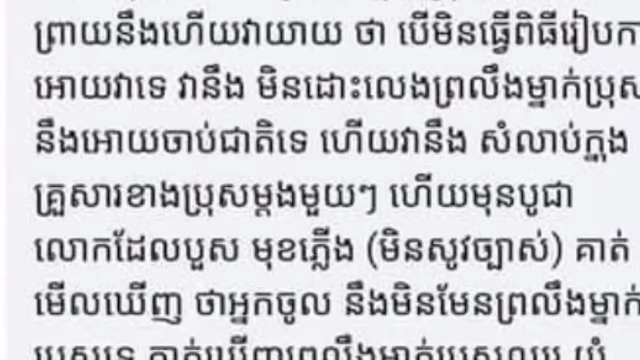 ព្រាយនឹងហើយវាយាយ ថា បើមិនធ្វើពិធីរៀបកា
អោយវាទេ វានឹង មិនដោះលេងព្រលឹងម្នាក់ប្រុស
នឹងអោយចាប់ជាតិទេ ហើយវានឹង សំលាប់ក្នុង
គ្រួសារខាងប្រុសម្តងមួយៗ ហើយមុនបូជា
លោកដែលបួស មុខភ្លើង (មិនសូវច្បាស់) គាត់
មើលឃើញ ថាអ្នកចូល នឹងមិនមែនព្រលឹងម្នាក់